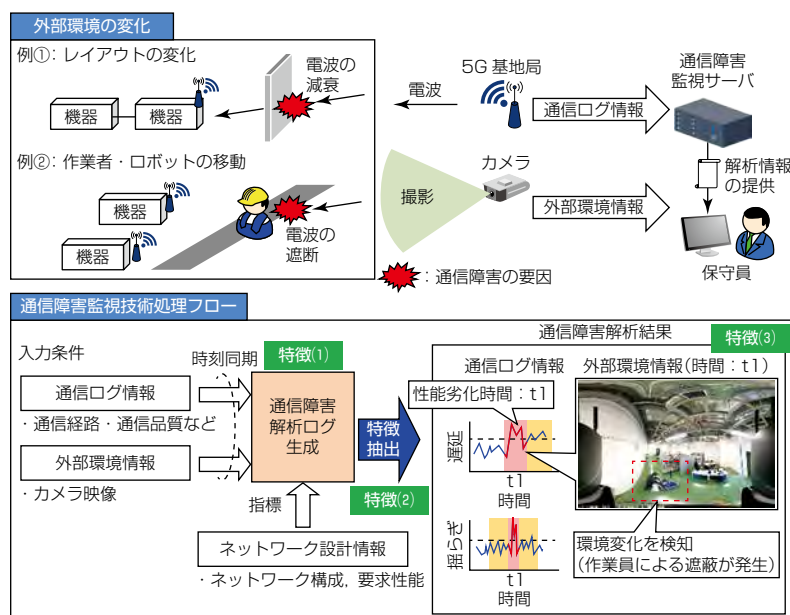 外部環境の変化
例①：レイアウトの変化
電波の
減衰
機器
機器
例②：作業者・ロボットの移動
機器
機器
電波の
遮断
電波
5G基地局
通信ログ情報
通信障害
監視サーバ
カメラ
撮影
外部環境情報
解析情報
の提供
保守員
：通信障害の要因
通信障害監視技術処理フロー
入力条件
時刻同期
特徴⑴
通信ログ情報
・通信経路・通信品質など
外部環境情報
・カメラ映像
通信障害
解析ログ
生成
特徴
抽出
特徴⑵
指標
ネットワーク設計情報
・ネットワーク構成，要求性能
通信障害解析結果
特徴⑶
通信ログ情報
外部環境情報（時間：t1）
性能劣化時間：t1
遅延
t1
時間
揺らぎ
t1
時間
環境変化を検知
（作業員による遮蔽が発生）